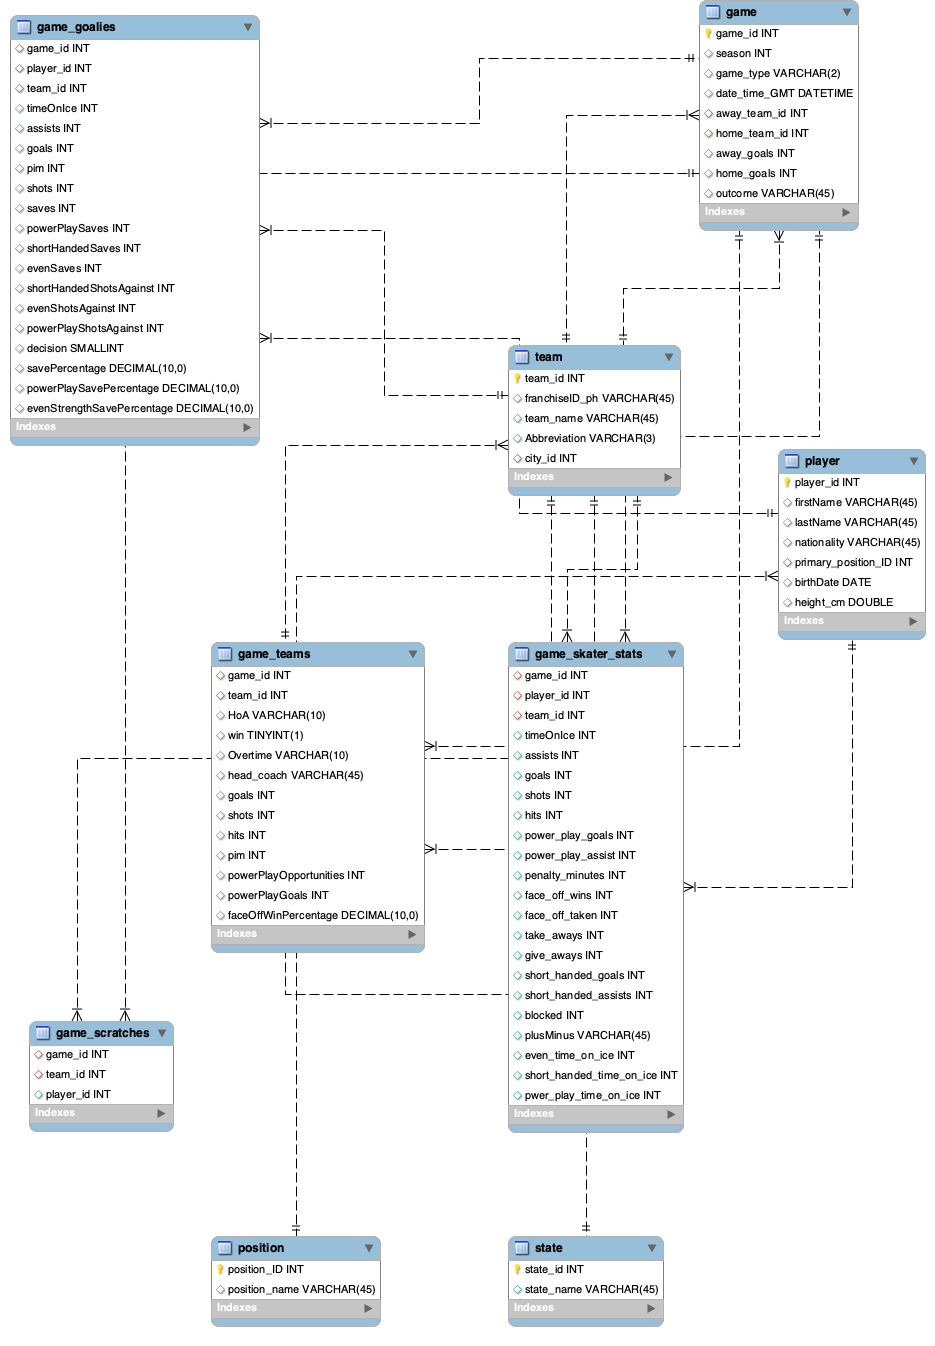 game_goalies
game_id INT
player_id INT
team_id INT
timeOnIce INT
assists INT
goals INT
pim INT
shots INT
saves INT
powerPlaySaves INT
shortHandedSaves INT
evenSaves INT
shortHandedShotsAgainst INT
evenShotsAgainst INT
powerPlayShotsAgainst INT
decision SMALLINT
savePercentage DECIMAL(10,0)
powerPlaySavePercentage DECIMAL(10,0)
evenStrengthSavePercentage DECIMAL(10,0)
Indexes
game
game_id INT
season INT
game_type VARCHAR(2)
date_time_GMT DATETIME
away_team_id INT
home_team_id INT
away_goals INT
home_goals INT
outcome VARCHAR(45)
Indexes
team
team_id INT
franchiseID_ph VARCHAR(45)
team_name VARCHAR(45)
Abbreviation VARCHAR(3)
city_id INT
Indexes
player
player_id INT
firstName VARCHAR(45)
lastName VARCHAR(45)
nationality VARCHAR(45)
primary_position_ID INT
birthDate DATE
height_cm DOUBLE
Indexes
game_teams
game_id INT
team_id INT
HoA VARCHAR(10)
win TINYINT(1)
Overtime VARCHAR(10)
head_coach VARCHAR(45)
goals INT
shots INT
hits INT
pim INT
powerPlayOpportunities INT
powerPlayGoals INT
faceOffWinPercentage DECIMAL(10,0)
Indexes
game_skater_stats
game_id INT
player_id INT
team_id INT
timeOnIce INT
assists INT
goals INT
shots INT
hits INT
power_play_goals INT
power_play_assist INT
penalty_minutes INT
face_off_wins INT
face_off_taken INT
take_aways INT
give_aways INT
short_handed_goals INT
short_handed_assists INT
blocked INT
plusMinus VARCHAR(45)
even_time_on_ice INT
short_handed_time_on_ice INT
pwer_play_time_on_ice INT
Indexes
game_scratches
game_id INT
team_id INT
player_id INT
Indexes
position
position_ID INT
position_name VARCHAR(45)
Indexes
state
state_id INT
state_name VARCHAR(45)
Indexes